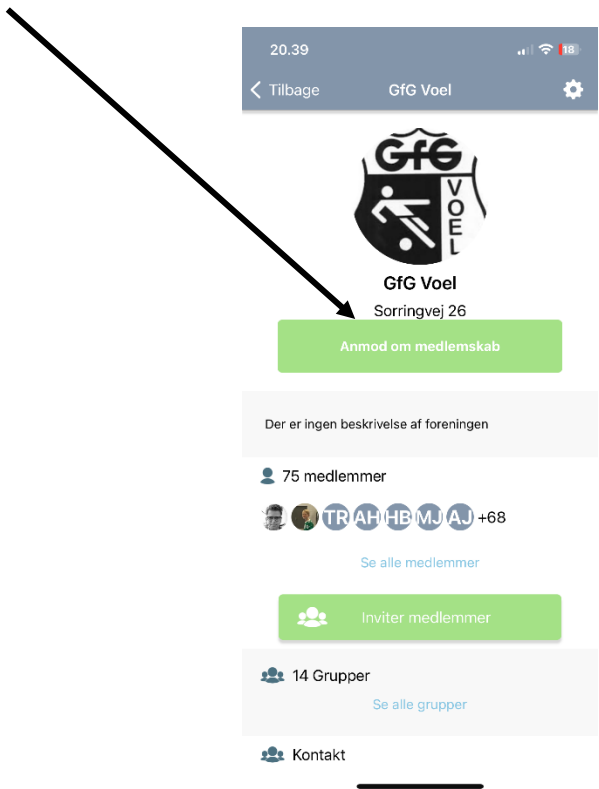 20.39
18
Tilbage
GfG Voel
GfG
VOEL
GfG Voel
Sorringvej 26
Anmod om medlemskab
Der er ingen beskrivelse af foreningen
75 medlemmer
TR AH HB MJ AJ +68
Se alle medlemmer
Inviter medlemmer
14 Grupper
Se alle grupper
Kontakt